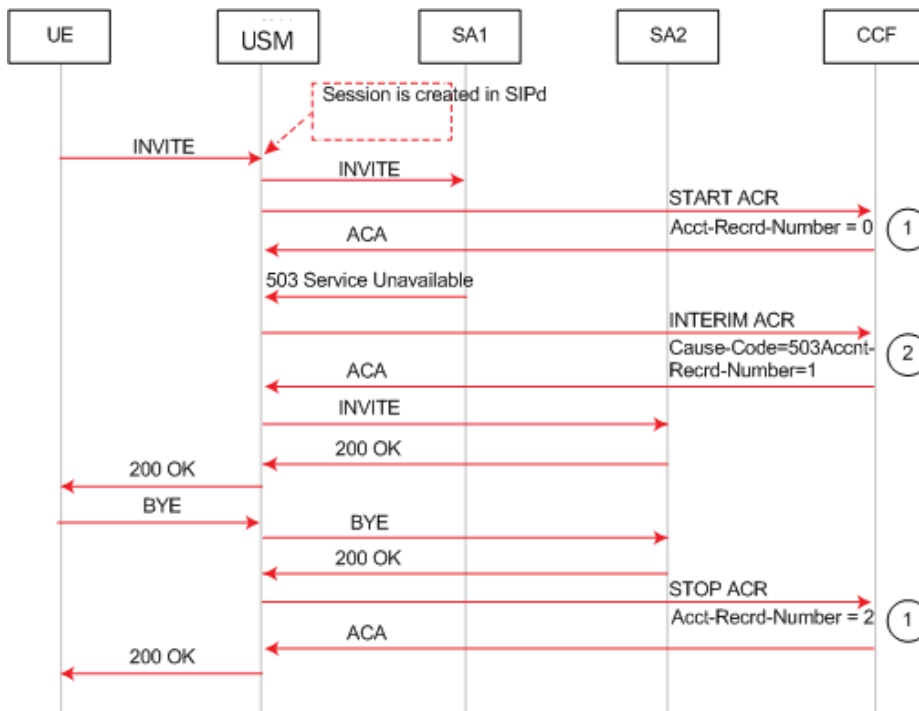 UE
USM
SA1
SA2
CCF
Session is created in SIPd
INVITE
INVITE
START ACR
Acct-Recrd-Number = 0
1
ACA
503 Service Unavailable
INTERIM ACR
Cause-Code=503Accnt-
Recrd-Number=1
2
ACA
INVITE
200 OK
200 OK
BYE
BYE
200 OK
STOP ACR
Acct-Recrd-Number = 2
1
ACA
200 OK